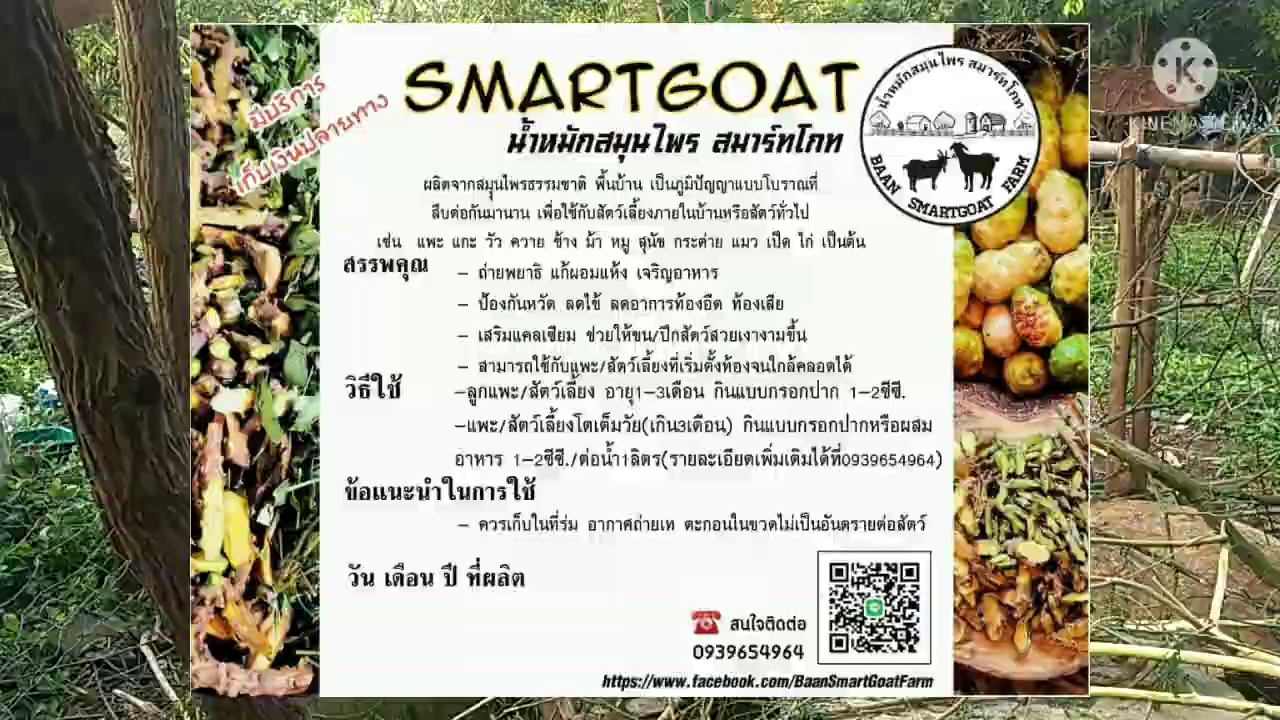 SMARTGOAT
น้ำหมักสมุนไพร สมาร์ทโกท
มีบริการ
เก็บเงินปลายทาง
น้ำหมักสมุนไพร สมาร์ทโกท
BAAN SMARTGOAT FARM
KINEMASTER
ผลิตจากสมุนไพรธรรมชาติ พื้นบ้าน เป็นภูมิปัญญาแบบโบราณที่
สืบต่อกันมานาน เพื่อใช้กับสัตว์เลี้ยงภายในบ้านหรือสัตว์ทั่วไป
เช่น แพะ แกะ วัว ควาย ช้าง ม้า หมู สุนัข กระต่าย แมว เป็ด ไก่ เป็นต้น
สรรพคุณ
– ถ่ายพยาธิ แก้ผอมแห้ง เจริญอาหาร
– ป้องกันหวัด ลดไข้ ลดอาการท้องอืด ท้องเสีย
– เสริมแคลเซียม ช่วยให้ขน/ปีกสัตว์สวยเงางามขึ้น
– สามารถใช้กับแพะ/สัตว์เลี้ยงที่เริ่มตั้งท้องจนใกล้คลอดได้
วิธีใช้ –ลูกแพะ/สัตว์เลี้ยง อายุ1–3เดือน กินแบบกรอกปาก 1–2ซีซี.
–แพะ/สัตว์เลี้ยงโตเต็มวัย(เกิน3เดือน) กินแบบกรอกปากหรือผสม
อาหาร 1–2ซีซี./ต่อน้ำ1ลิตร(รายละเอียดเพิ่มเติมได้ที่0939654964)
ข้อแนะนำในการใช้
– ควรเก็บในที่ร่ม อากาศถ่ายเท ตะกอนในขวดไม่เป็นอันตรายต่อสัตว์
วัน เดือน ปี ที่ผลิต
สนใจติดต่อ
0939654964
https://www.facebook.com/BaanSmartGoatFarm